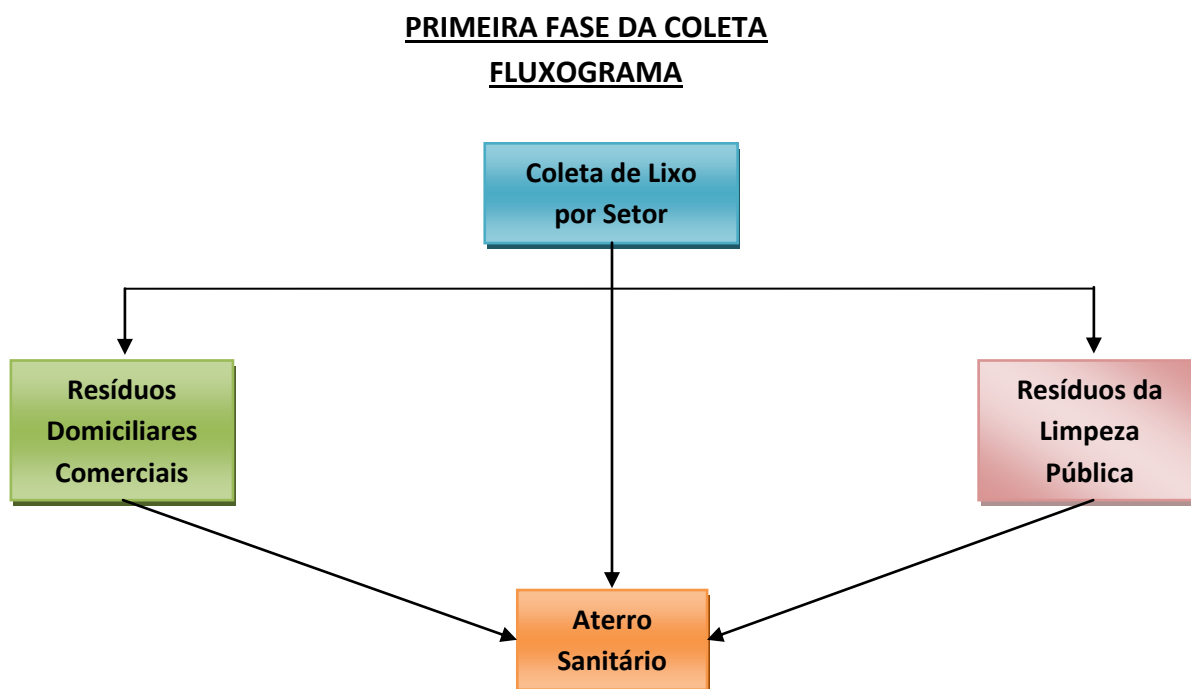 PRIMEIRA FASE DA COLETA
FLUXOGRAMA
Coleta de Lixo
por Setor
Resíduos
Domiciliares
Comerciais
Resíduos da
Limpeza
Pública
Aterro
Sanitário